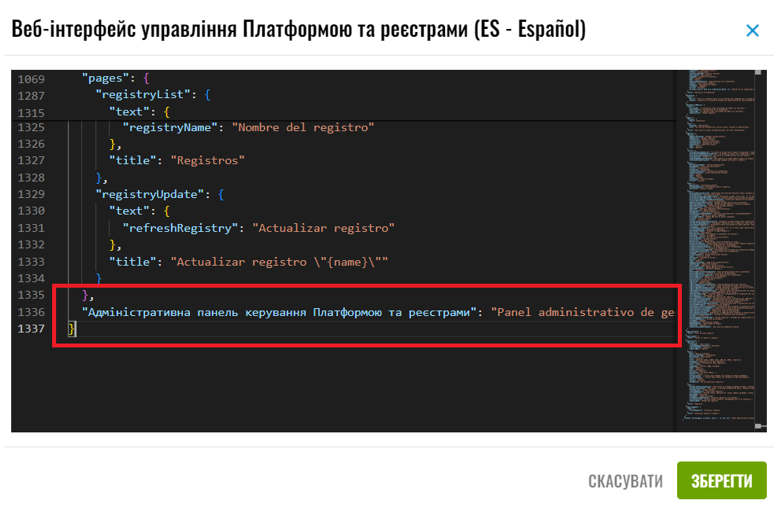 Веб-інтерфейс управління Платформою та реєстрами (ES - Español)
1069 "pages": {
1287 "registryList": {
1315 "text": {
1325 "registryName": "Nombre del registro"
1326 },
1327 "title": "Registros"
1328 },
1329 "registryUpdate": {
1330 "text": {
1331 "refreshRegistry": "Actualizar registro"
1332 },
1333 "title": "Actualizar registro \"{name}\""
1334 }
1335 },
1336 "Адміністративна панель керування Платформою та реєстрами": "Panel administrativo de ge
1337 }
СКАСУВАТИ ЗБЕРЕГТИ